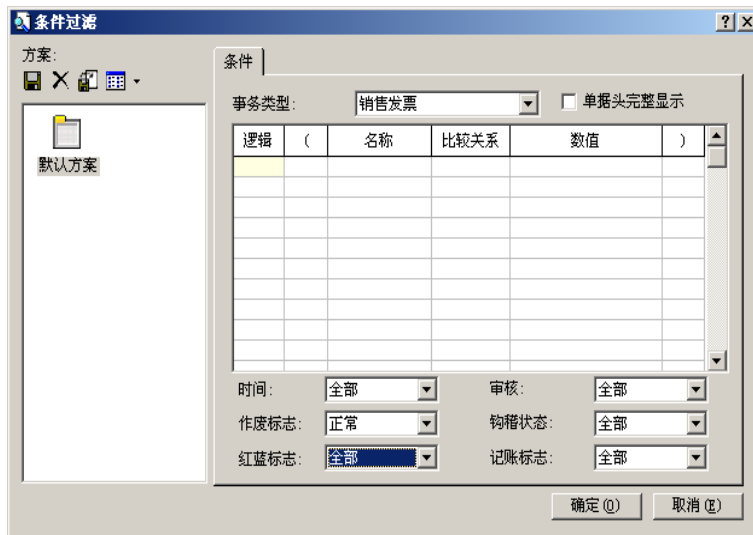 条件过滤
方案:
条件
事务类型: 销售发票 单据头完整显示
逻辑 ( 名称 比较关系 数值 )
默认方案
时间: 全部 审核: 全部
作废标志: 正常 钩稽状态: 全部
红蓝标志: 全部 记账标志: 全部
确定(O) 取消(E)